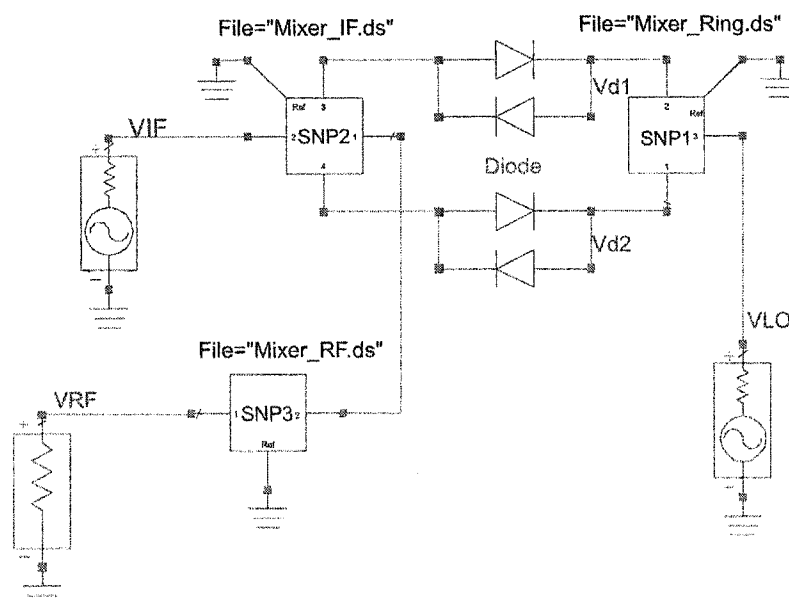 File="Mixer_IF.ds"
File="Mixer_Ring.ds"
Vd1
Ref
3
2
SNP2
1
4
VIF
+
-
2
Ref
SNP1
3
1
Diode
Vd2
VLO
+
-
File="Mixer_RF.ds"
VRF
+
-
1
SNP3
2
Ref